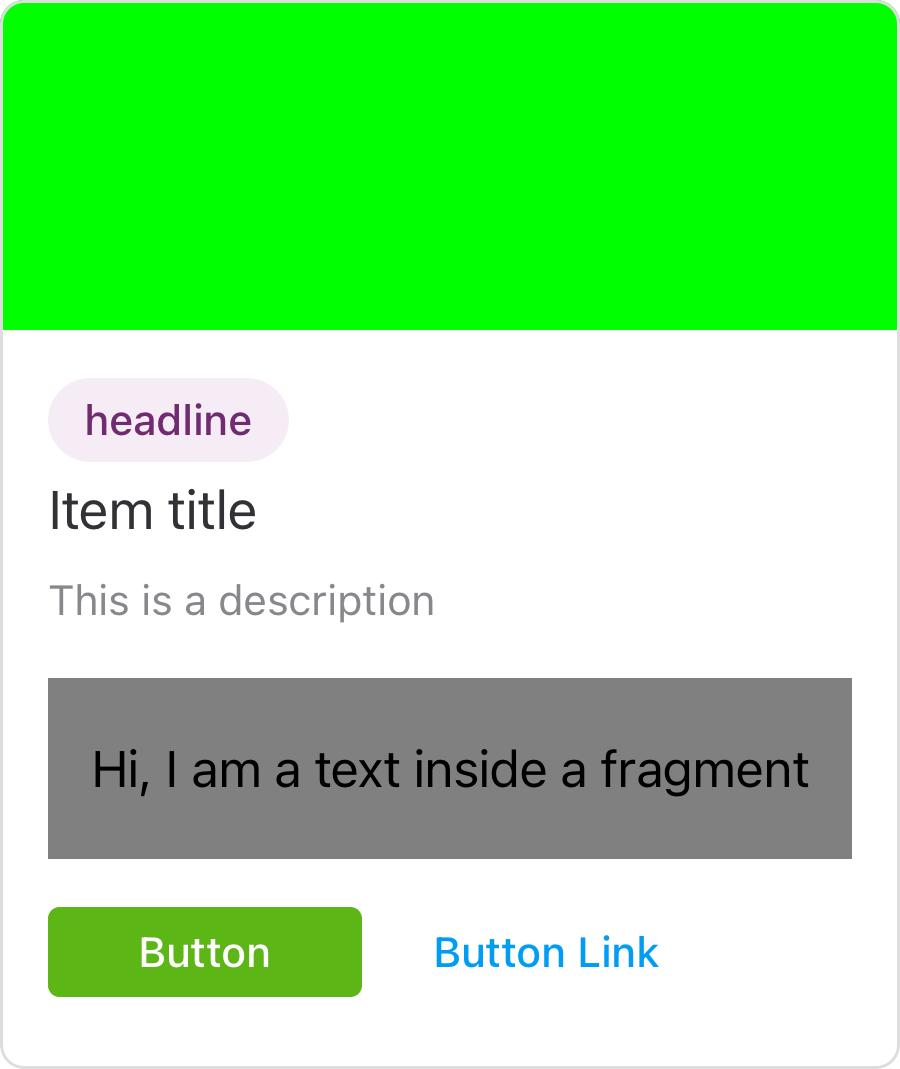 headline
Item title
This is a description
Hi, I am a text inside a fragment
Button
Button Link